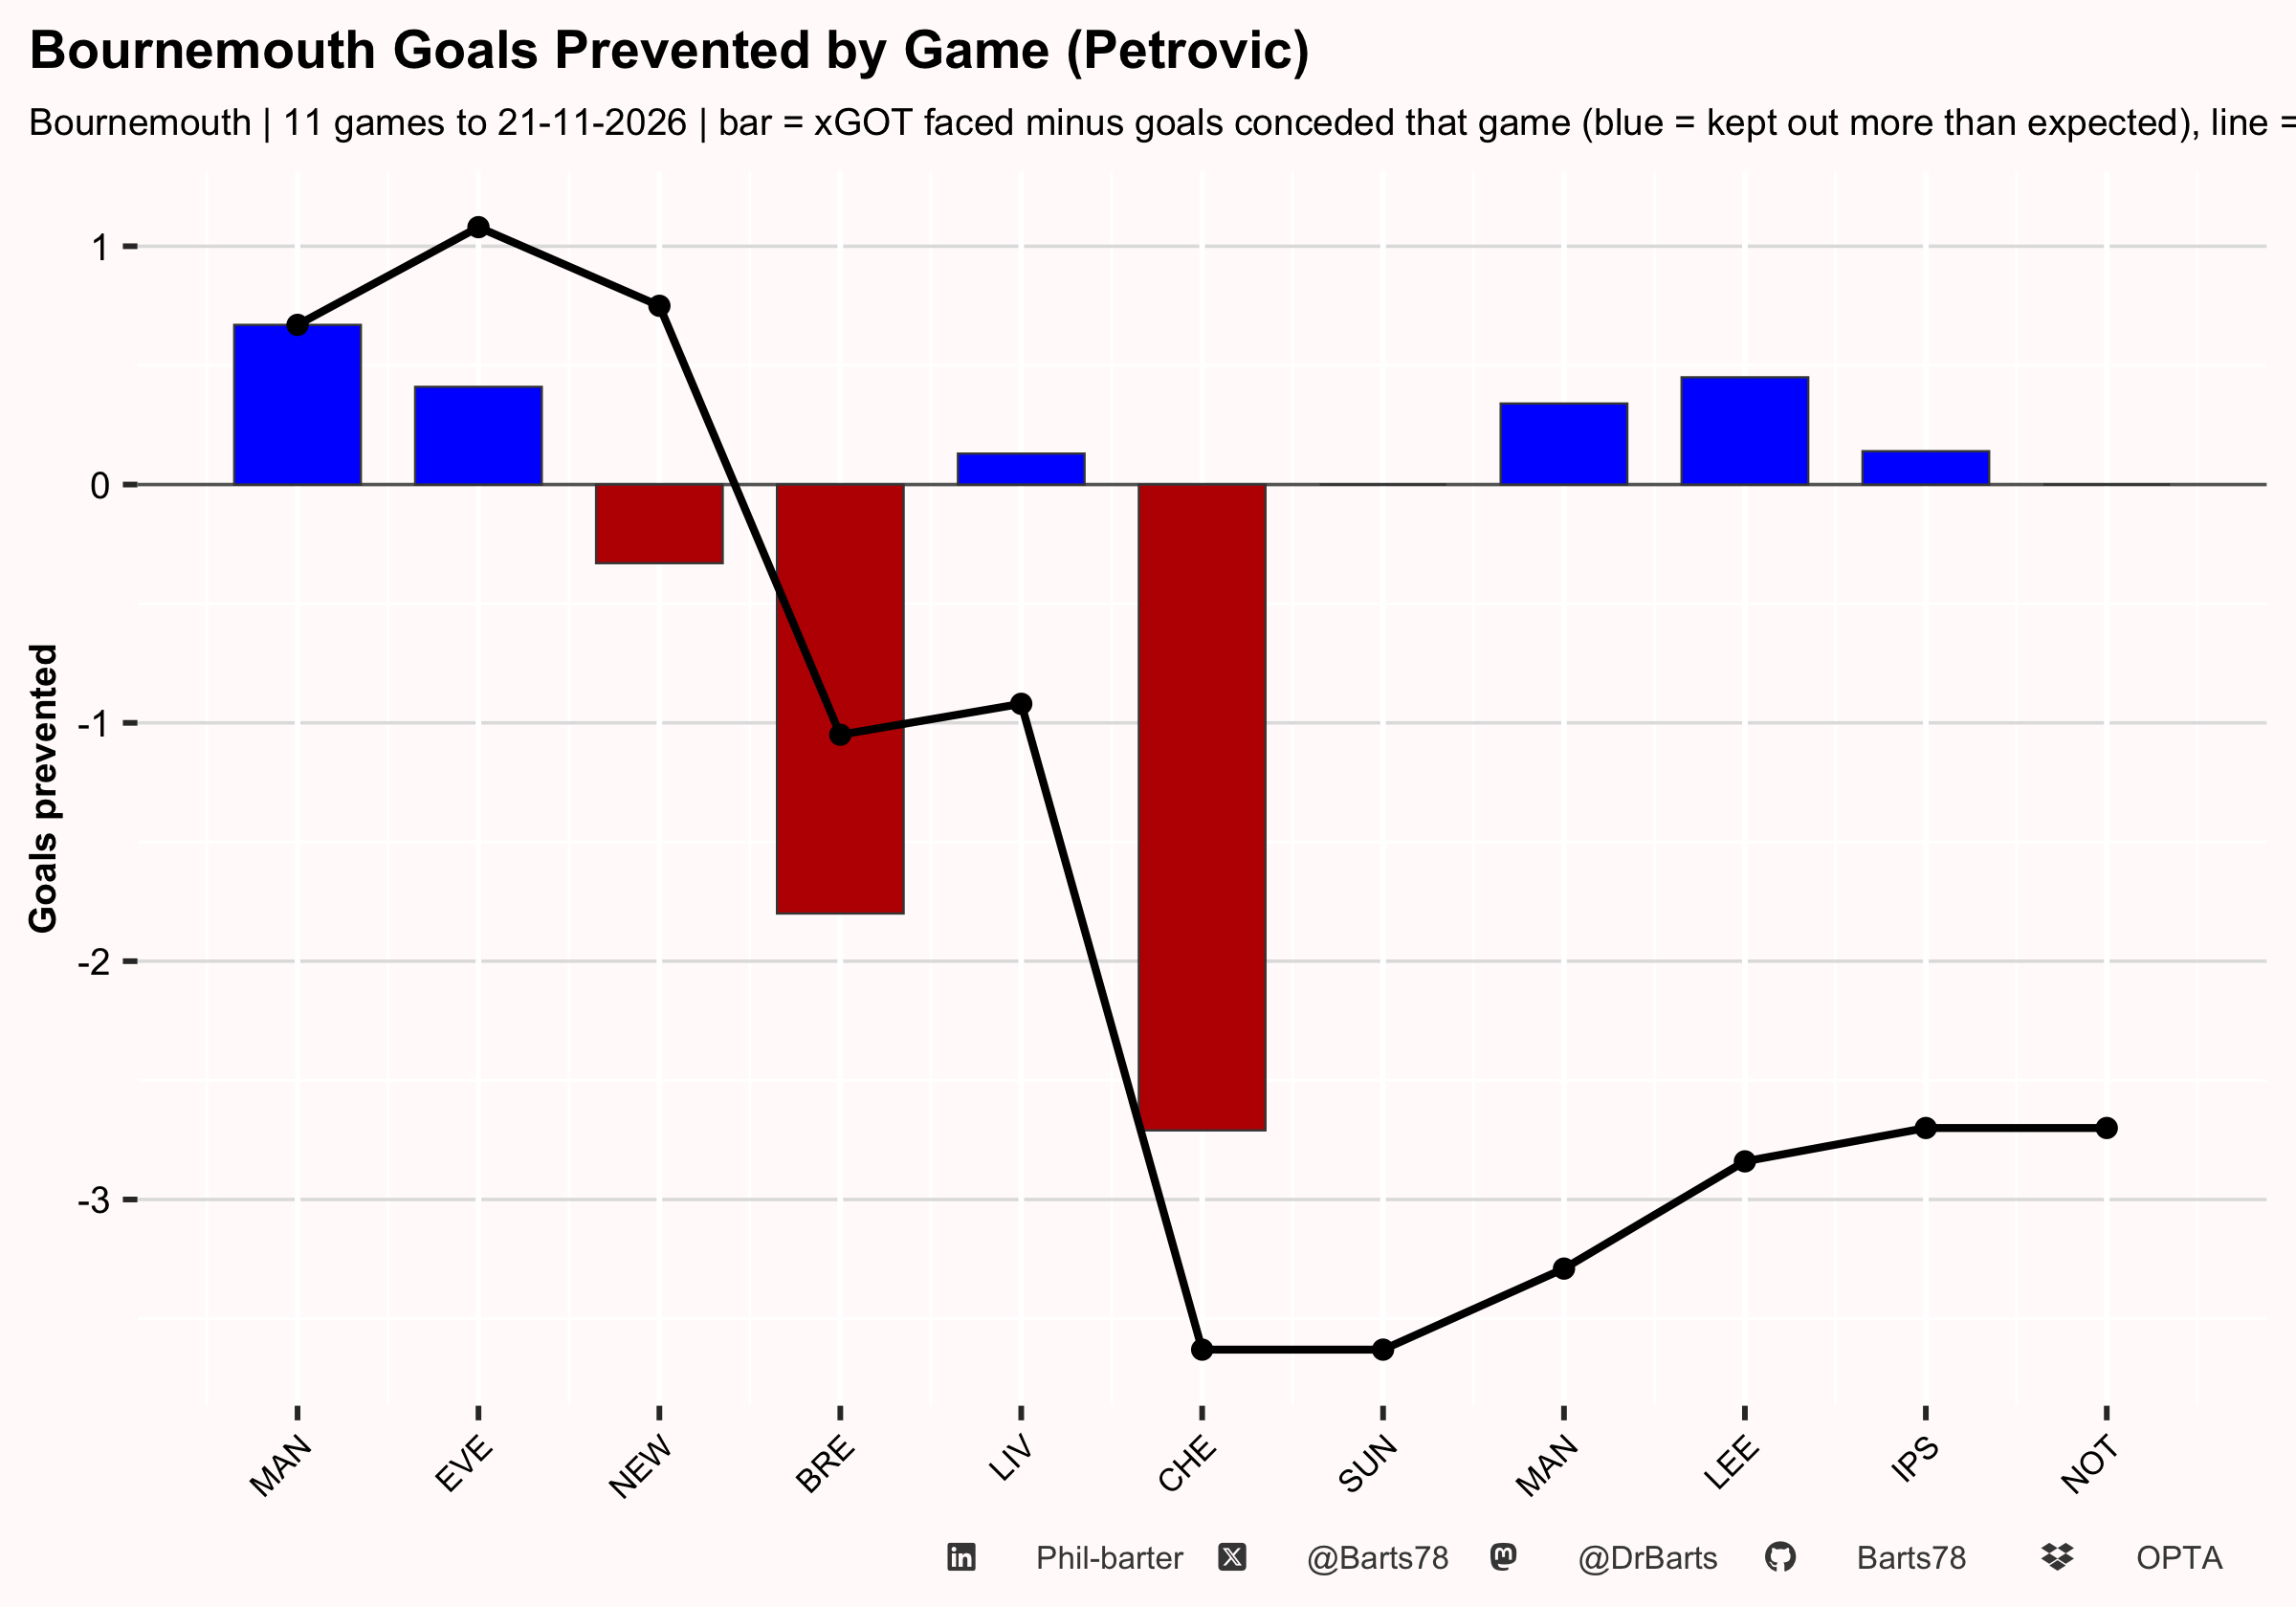 Bournemouth Goals Prevented by Game (Petrovic)
Bournemouth | 11 games to 21-11-2026 | bar = xGOT faced minus goals conceded that game (blue = kept out more than expected), line =
1
0
-1
-2
-3
Goals prevented
MAN
EVE
NEW
BRE
LIV
CHE
SUN
MAN
LEE
IPS
NOT
Phil-barter @Barts78 @DrBarts Barts78 OPTA